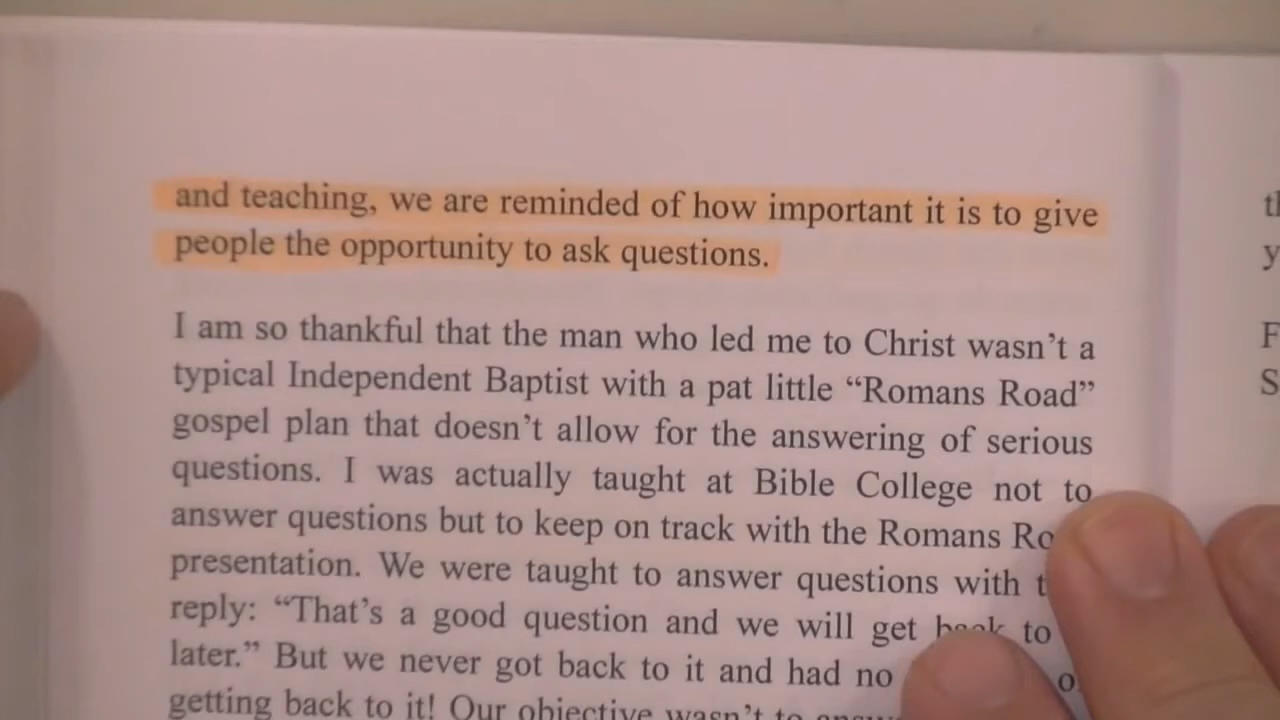 and teaching, we are reminded of how important it is to give
people the opportunity to ask questions.
I am so thankful that the man who led me to Christ wasn’t a
typical Independent Baptist with a pat little “Romans Road”
gospel plan that doesn’t allow for the answering of serious
questions. I was actually taught at Bible College not to
answer questions but to keep on track with the Romans Ro
presentation. We were taught to answer questions with t
reply: “That’s a good question and we will get back to
later.” But we never got back to it and had no o
getting back to it! Our objective wasn’t to